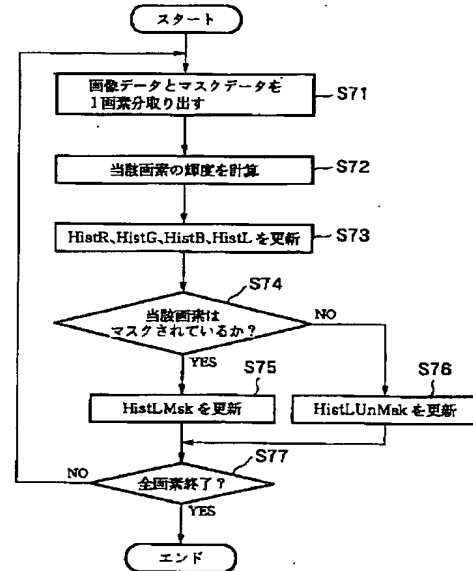 スタート
画像データとマスクデータを
1画素分取り出す
S71
当該画素の輝度を計算
S72
HistR、HistG、HistB、HistL を更新
S73
S74
当該画素は
マスクされているか?
NO
YES
S75
HistLMsk を更新
S76
HistLUnMsk を更新
S77
全画素終了?
NO
YES
エンド